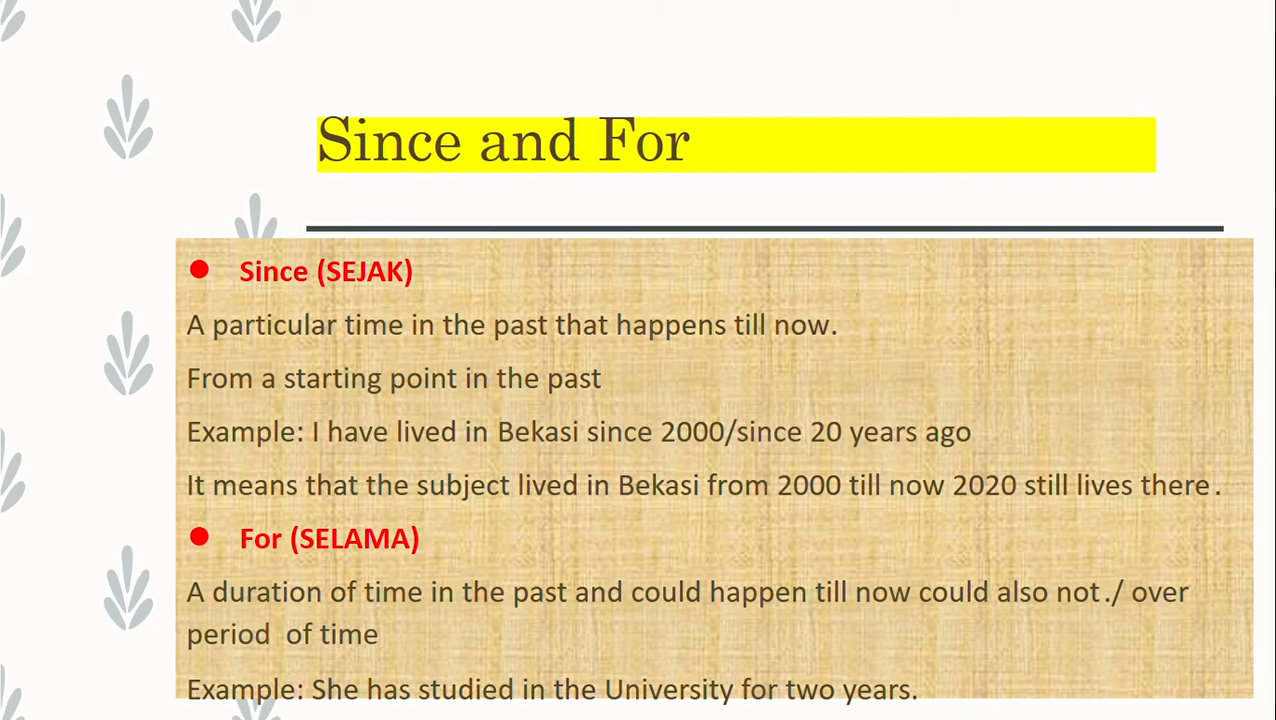 Since and For
Since (SEJAK)
A particular time in the past that happens till now.
From a starting point in the past
Example: I have lived in Bekasi since 2000/since 20 years ago
It means that the subject lived in Bekasi from 2000 till now 2020 still lives there.
For (SELAMA)
A duration of time in the past and could happen till now could also not./ over
period of time
Example: She has studied in the University for two years.